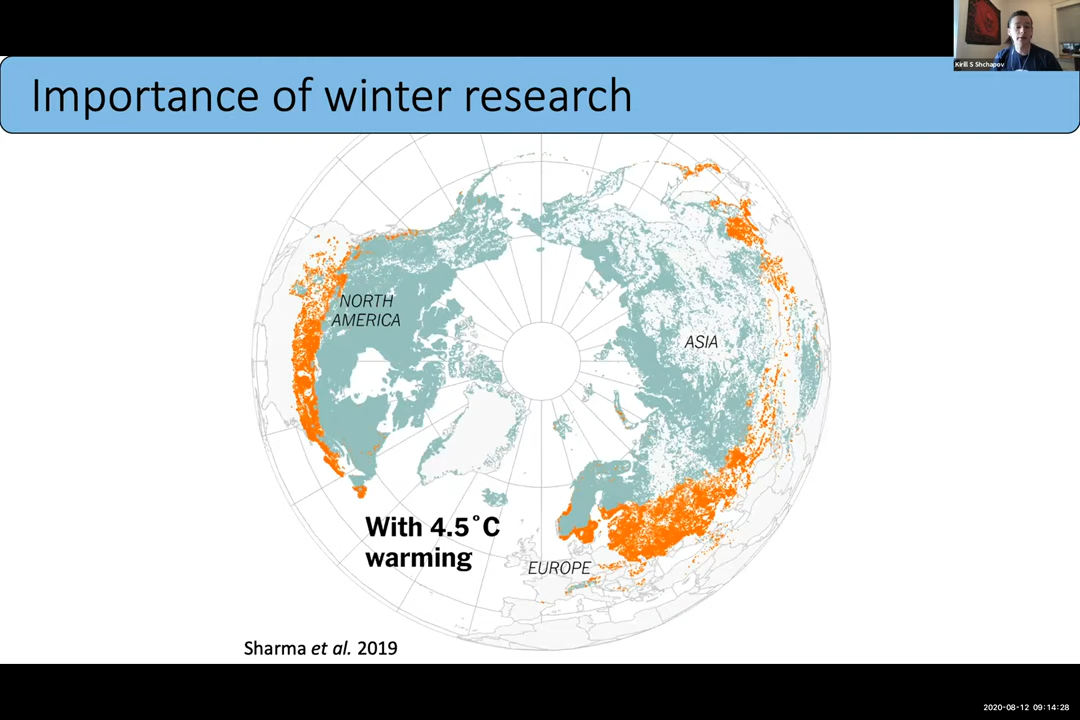 Kirill S Shchapov
Importance of winter research
NORTH
AMERICA
ASIA
With 4.5°C
warming
EUROPE
Sharma et al. 2019
2020-08-12 09:14:28